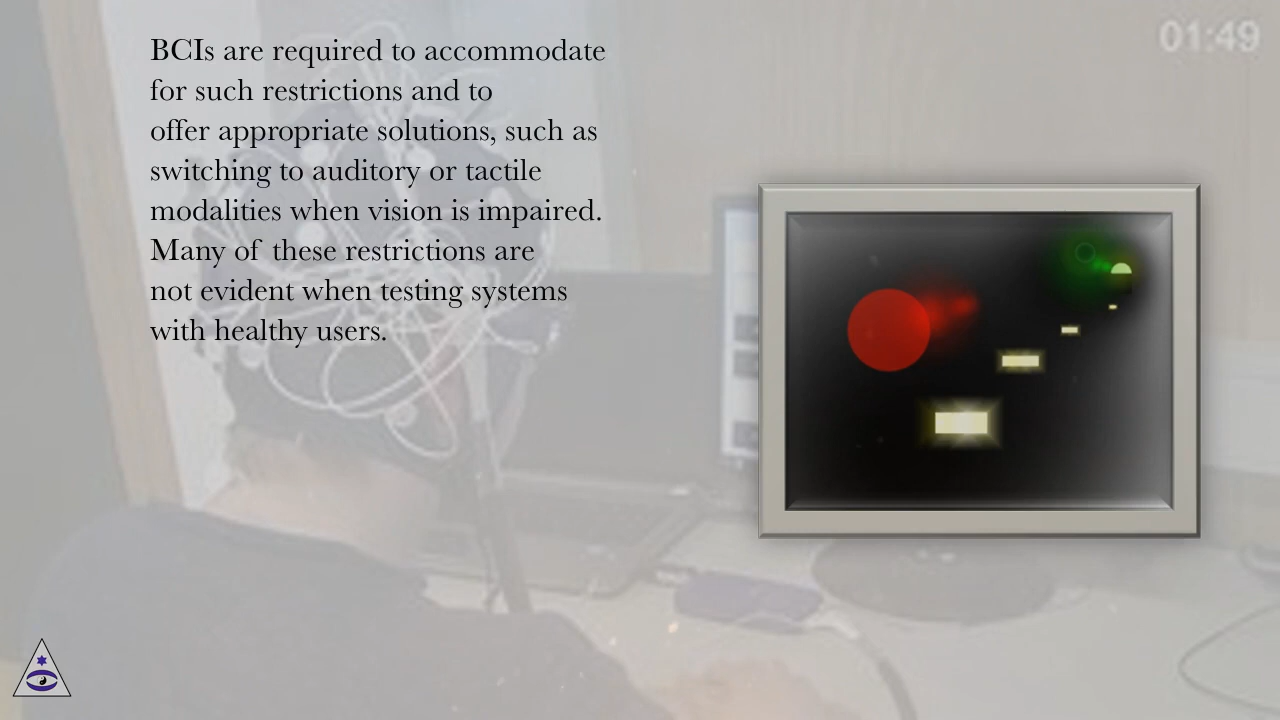 BCIs are required to accommodate
for such restrictions and to
offer appropriate solutions, such as
switching to auditory or tactile
modalities when vision is impaired.
Many of these restrictions are
not evident when testing systems
with healthy users.
01:49